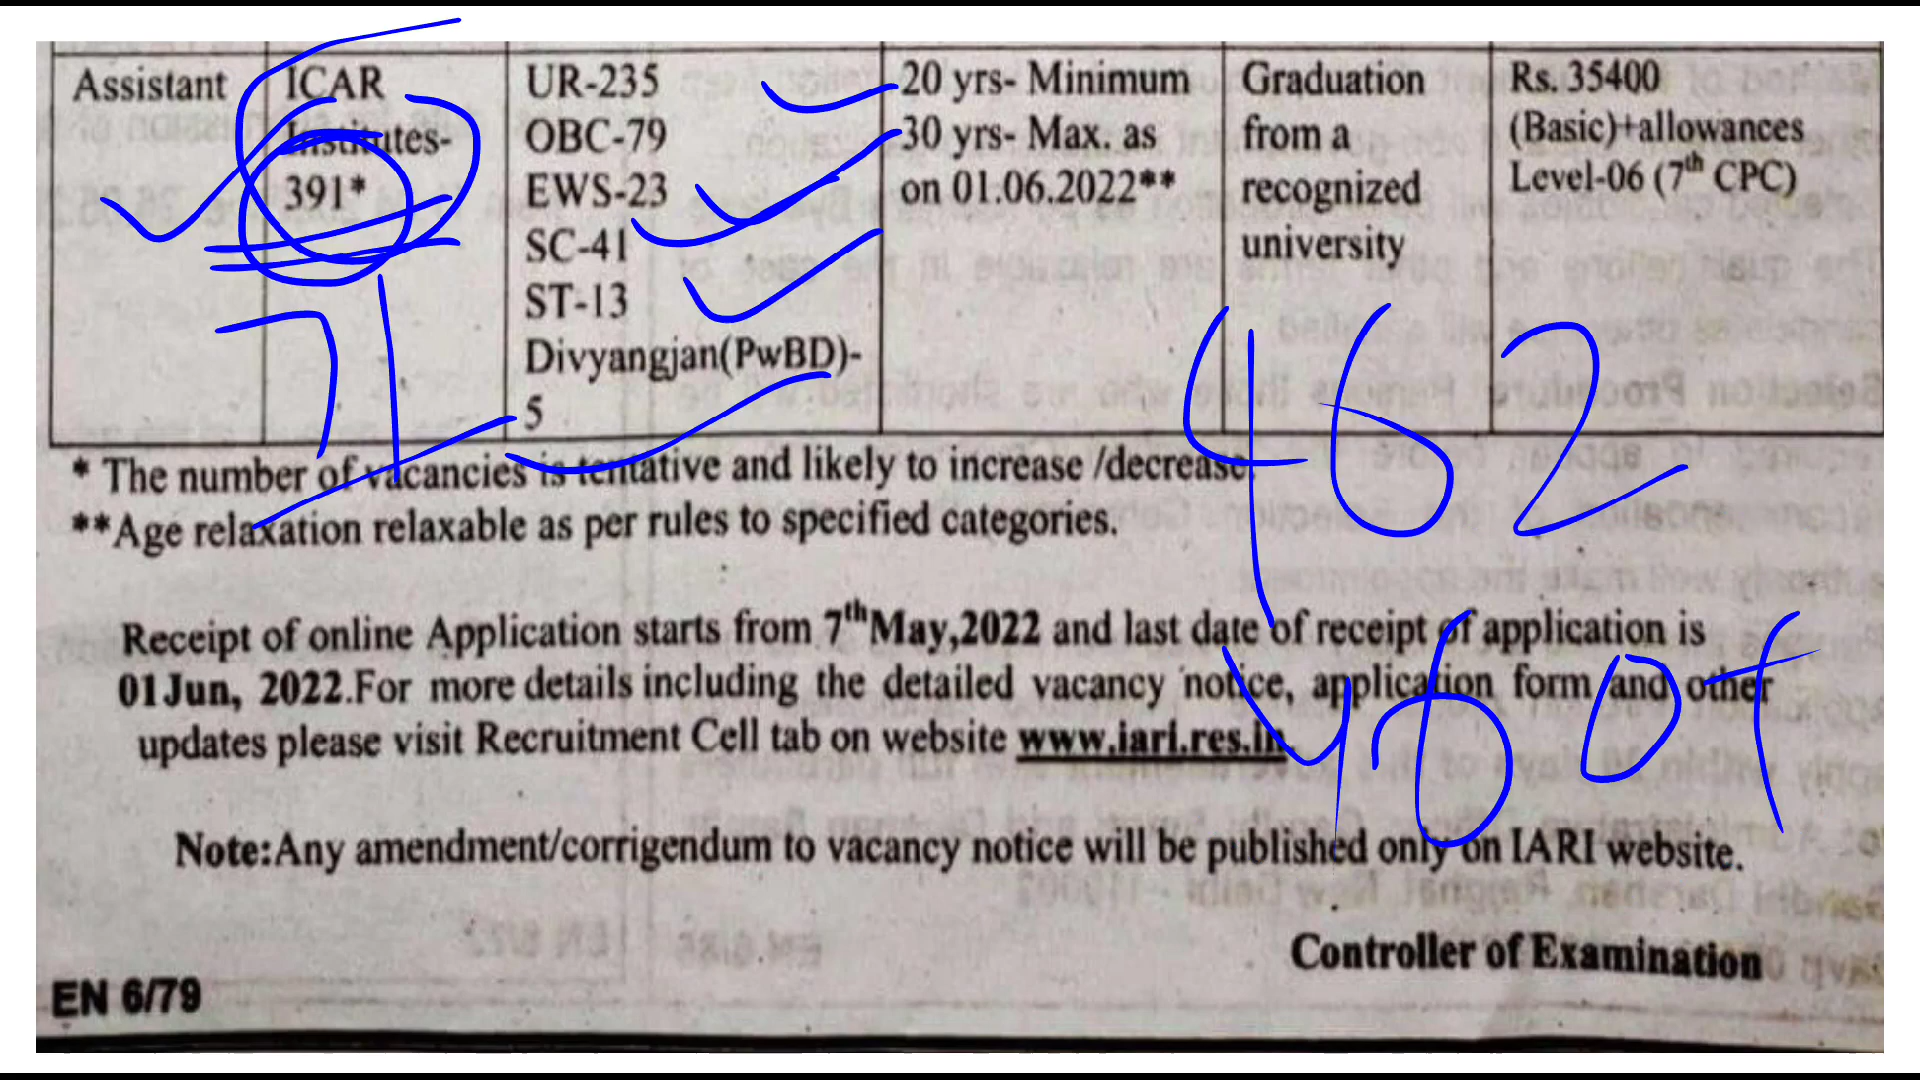 Assistant
ICAR
Institutes-
391*
UR-235
OBC-79
EWS-23
SC-41
ST-13
Divyangjan(PwBD)-
5
20 yrs- Minimum
30 yrs- Max. as
on 01.06.2022**
Graduation
from a
recognized
university
Rs. 35400
(Basic)+allowances
Level-06 (7th CPC)
71
462
* The number of vacancies is tentative and likely to increase /decrease.
**Age relaxation relaxable as per rules to specified categories.
Receipt of online Application starts from 7th May,2022 and last date of receipt of application is
01Jun, 2022.For more details including the detailed vacancy notice, application form and other
updates please visit Recruitment Cell tab on website www.iari.res.in.
Note:Any amendment/corrigendum to vacancy notice will be published only on IARI website.
Controller of Examination
EN 6/79